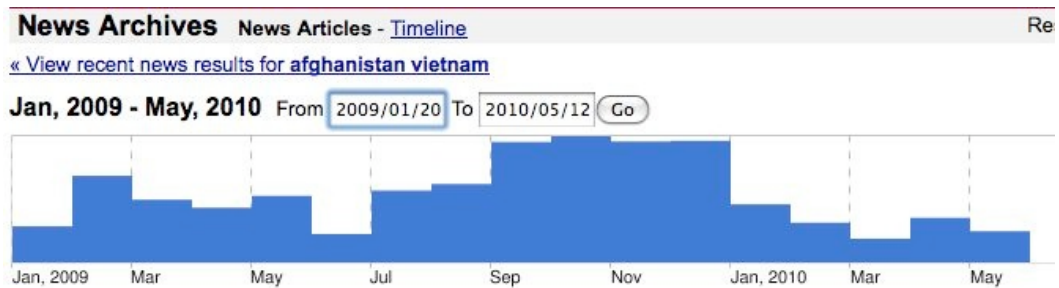 News Archives News Articles - Timeline Re
« View recent news results for afghanistan vietnam
Jan, 2009 - May, 2010 From 2009/01/20 To 2010/05/12 Go
Jan, 2009 Mar May Jul Sep Nov Jan, 2010 Mar May